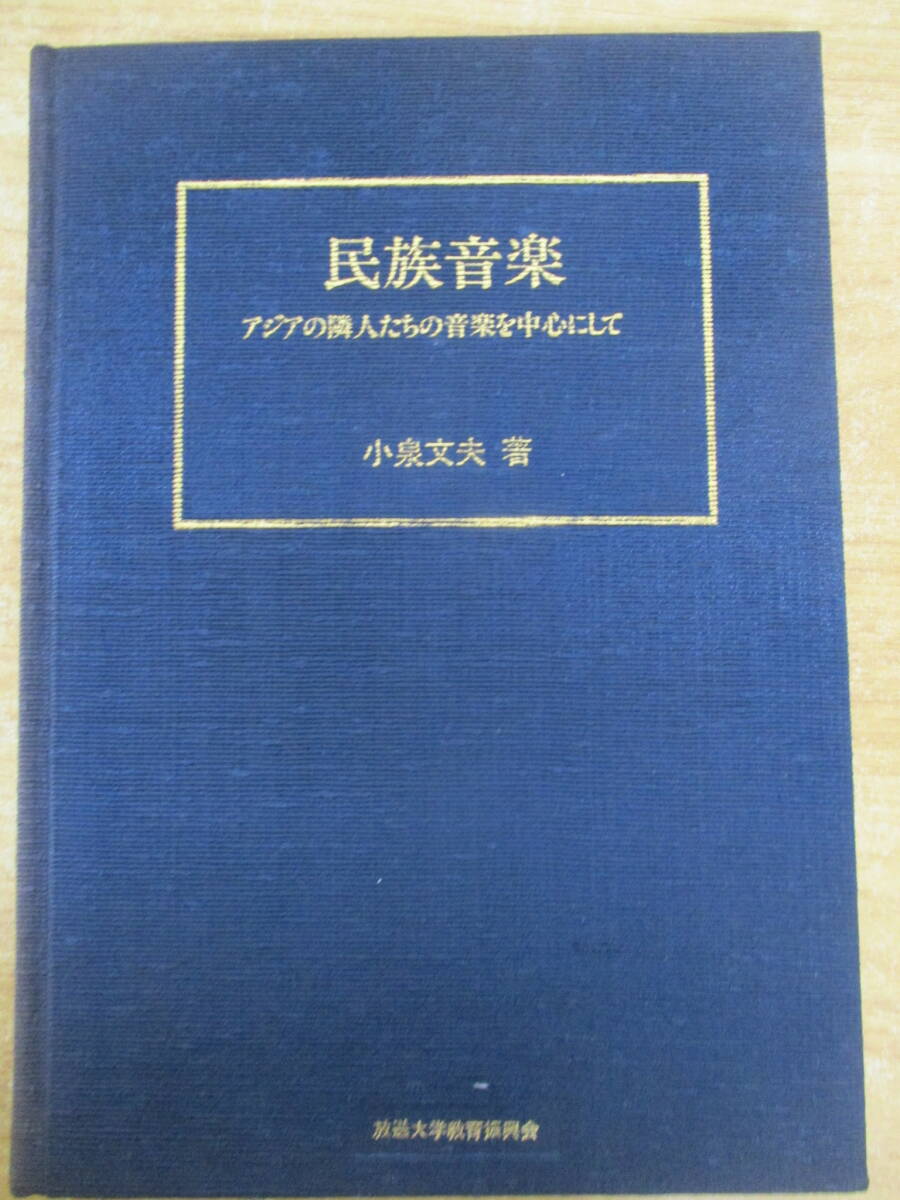 民族音楽
アジアの隣人たちの音楽を中心にして
小泉文夫 著
放送大学教育振興会